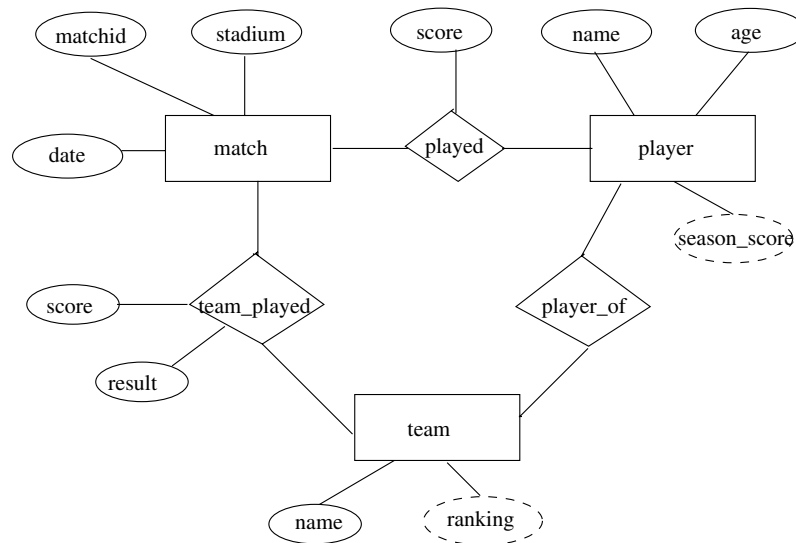 matchid
stadium
score
name
age
date
match
played
player
season_score
score
team_played
player_of
result
team
name
ranking